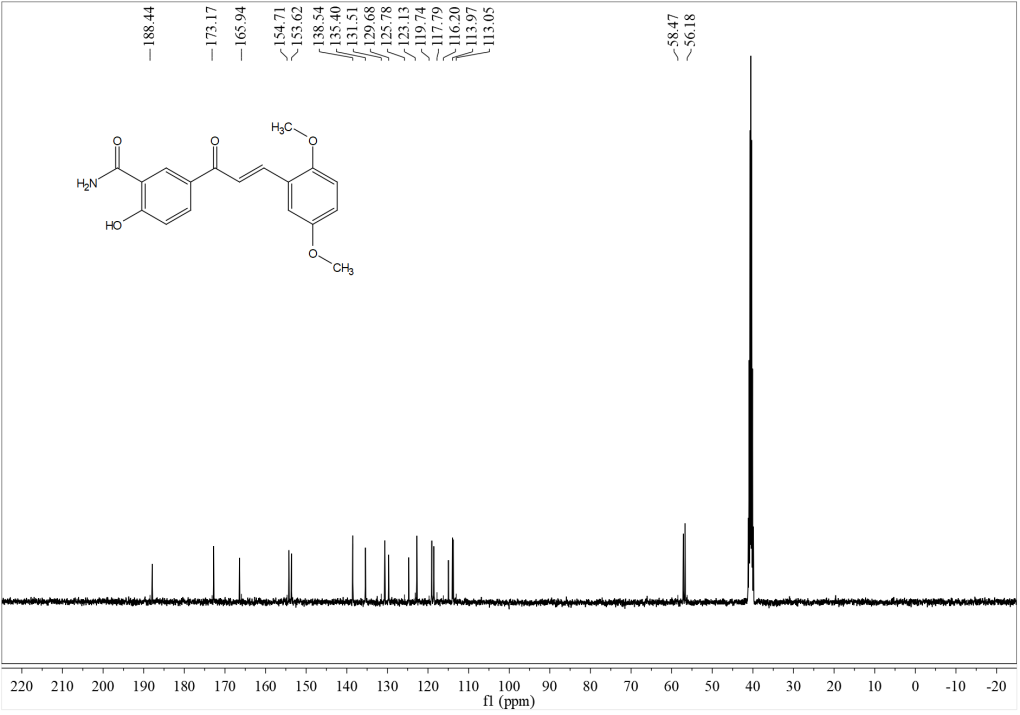 188.44
173.17
165.94
154.71
153.62
138.54
135.40
131.51
129.68
125.78
123.13
119.74
117.79
116.20
113.97
113.05
58.47
56.18
H₃C
O
O
O
H₂N
HO
O
CH₃
220 210 200 190 180 170 160 150 140 130 120 110 100 90 80 70 60 50 40 30 20 10 0 -10 -20
f1 (ppm)